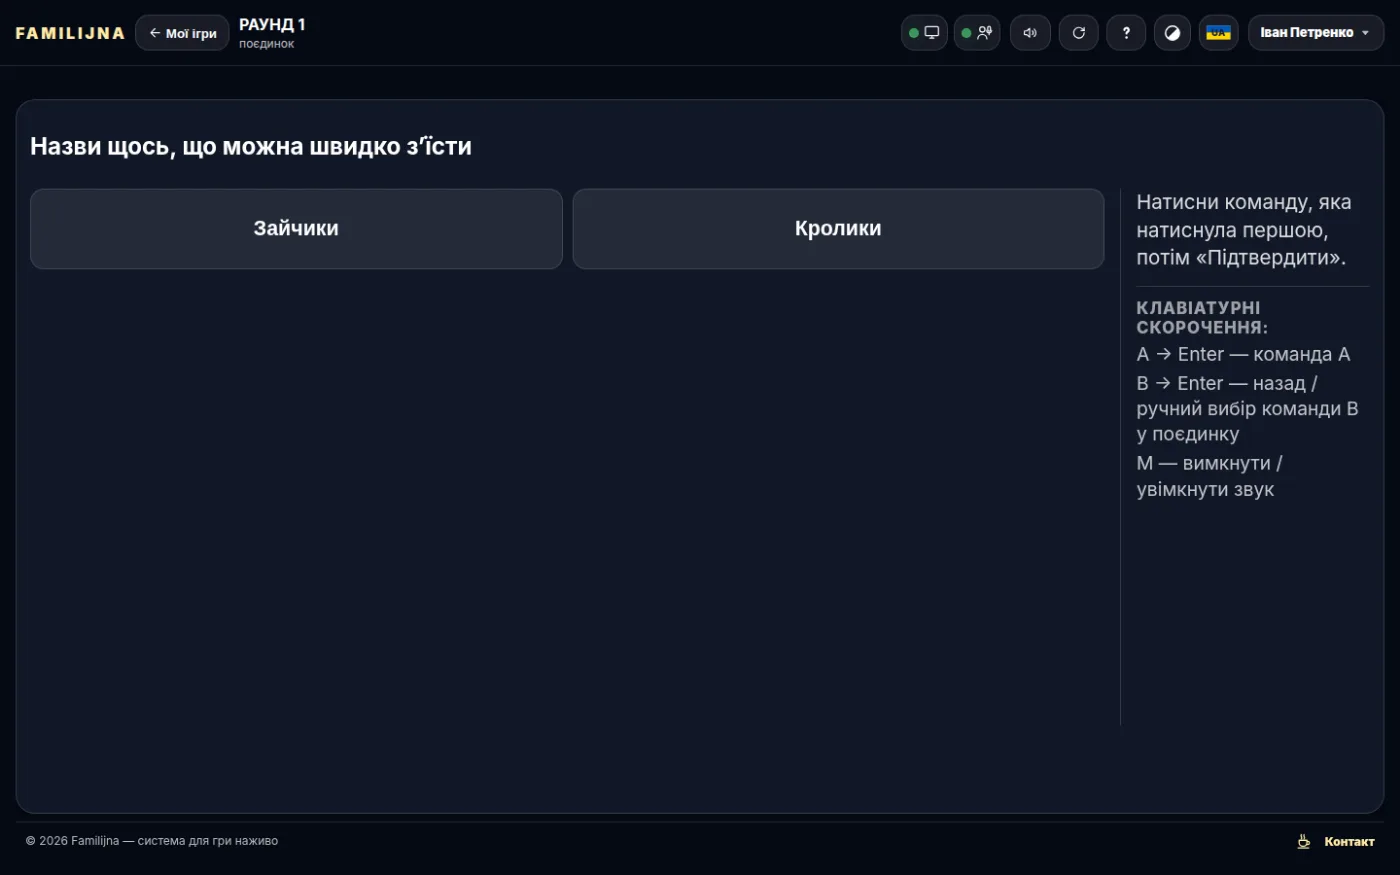 FAMILIJNA
← Мої ігри
РАУНД 1
поєдинок
?
UA
Іван Петренко
Назви щось, що можна швидко з’їсти
Зайчики
Кролики
Натисни команду, яка
натиснула першою,
потім «Підтвердити».
КЛАВІАТУРНІ
СКОРОЧЕННЯ:
A → Enter — команда A
B → Enter — назад /
ручний вибір команди B
у поєдинку
M — вимкнути /
увімкнути звук
© 2026 Familijna — система для гри наживо
Контакт